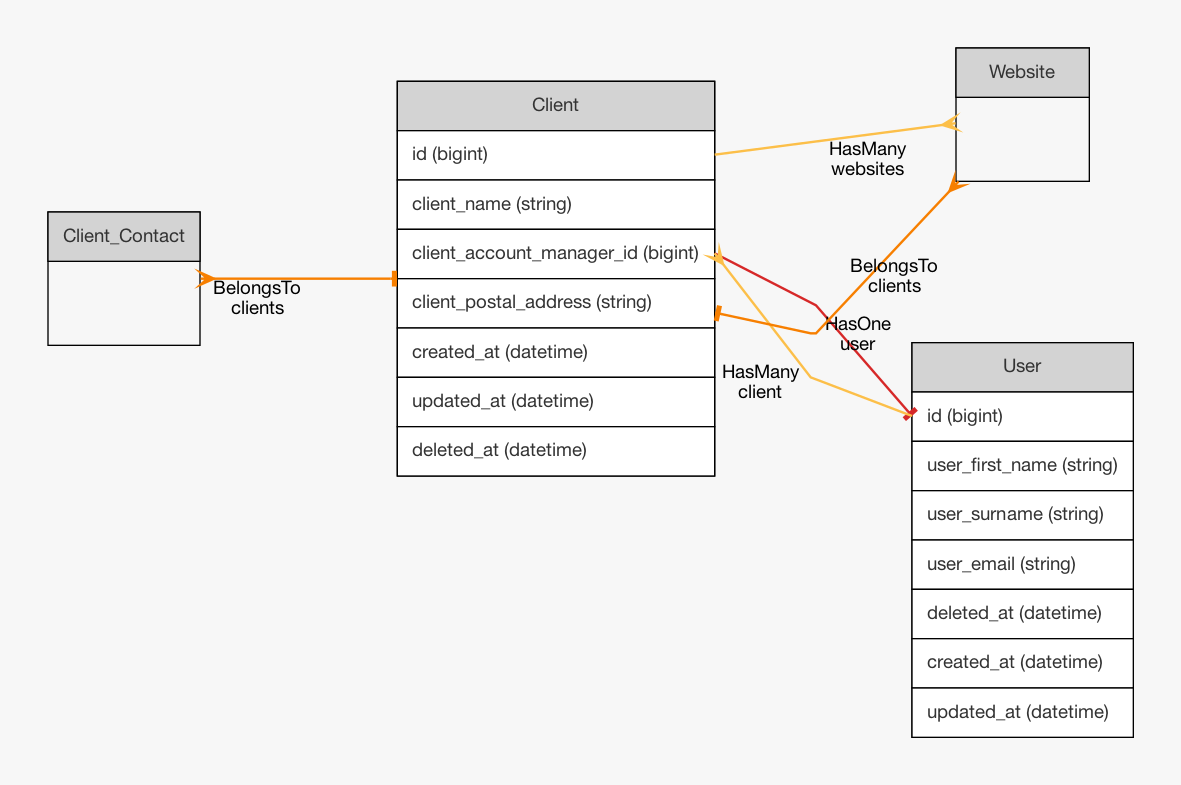 Website
Client
id (bigint)
HasMany
websites
client_name (string)
Client_Contact
client_account_manager_id (bigint)
BelongsTo
clients
BelongsTo
clients
client_postal_address (string)
HasOne
user
created_at (datetime)
User
HasMany
client
updated_at (datetime)
id (bigint)
deleted_at (datetime)
user_first_name (string)
user_surname (string)
user_email (string)
deleted_at (datetime)
created_at (datetime)
updated_at (datetime)